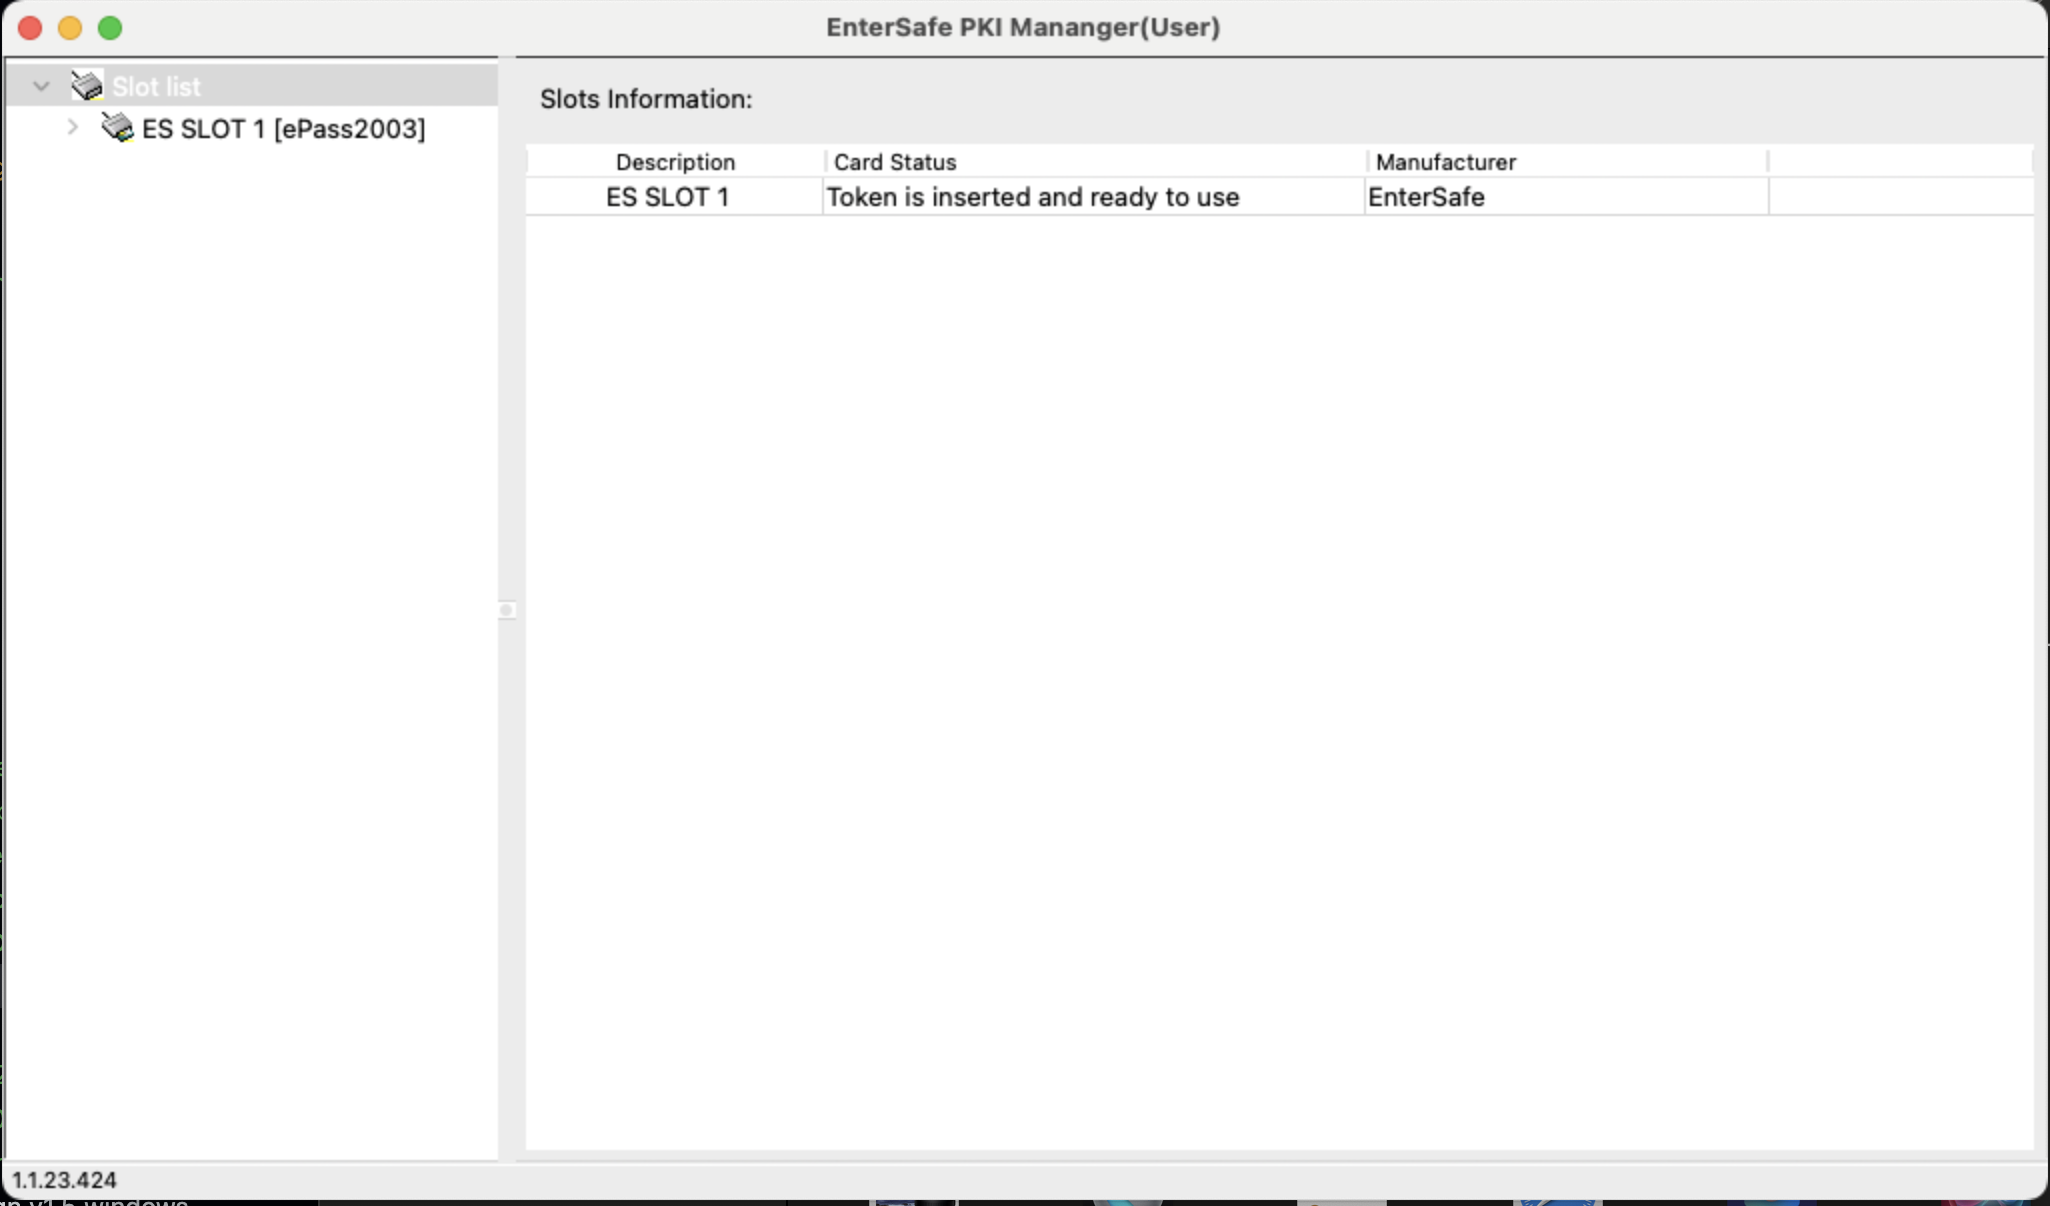 EnterSafe PKI Mananger(User)
Slot list
ES SLOT 1 [ePass2003]
Slots Information:
Description Card Status Manufacturer
ES SLOT 1 Token is inserted and ready to use EnterSafe
1.1.23.424